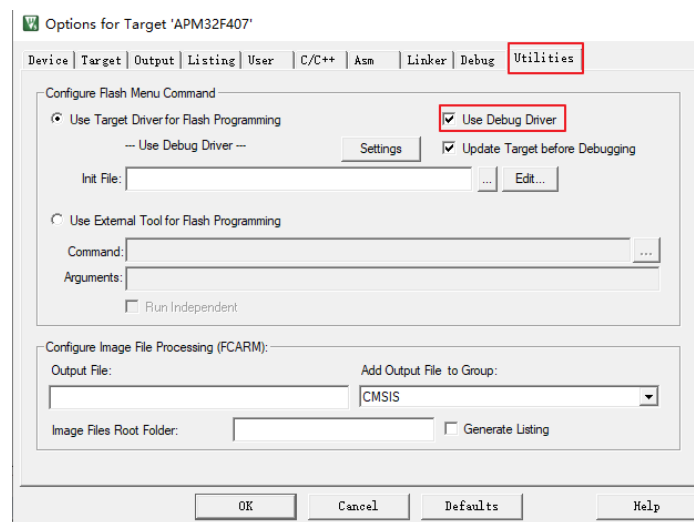 Options for Target 'APM32F407'
Device Target Output Listing User C/C++ Asm Linker Debug Utilities
Configure Flash Menu Command
Use Target Driver for Flash Programming Use Debug Driver
--- Use Debug Driver --- Settings Update Target before Debugging
Init File: ... Edit...
Use External Tool for Flash Programming
Command: ...
Arguments:
Run Independent
Configure Image File Processing (FCARM):
Output File: Add Output File to Group:
CMSIS
Image Files Root Folder: Generate Listing
OK Cancel Defaults Help